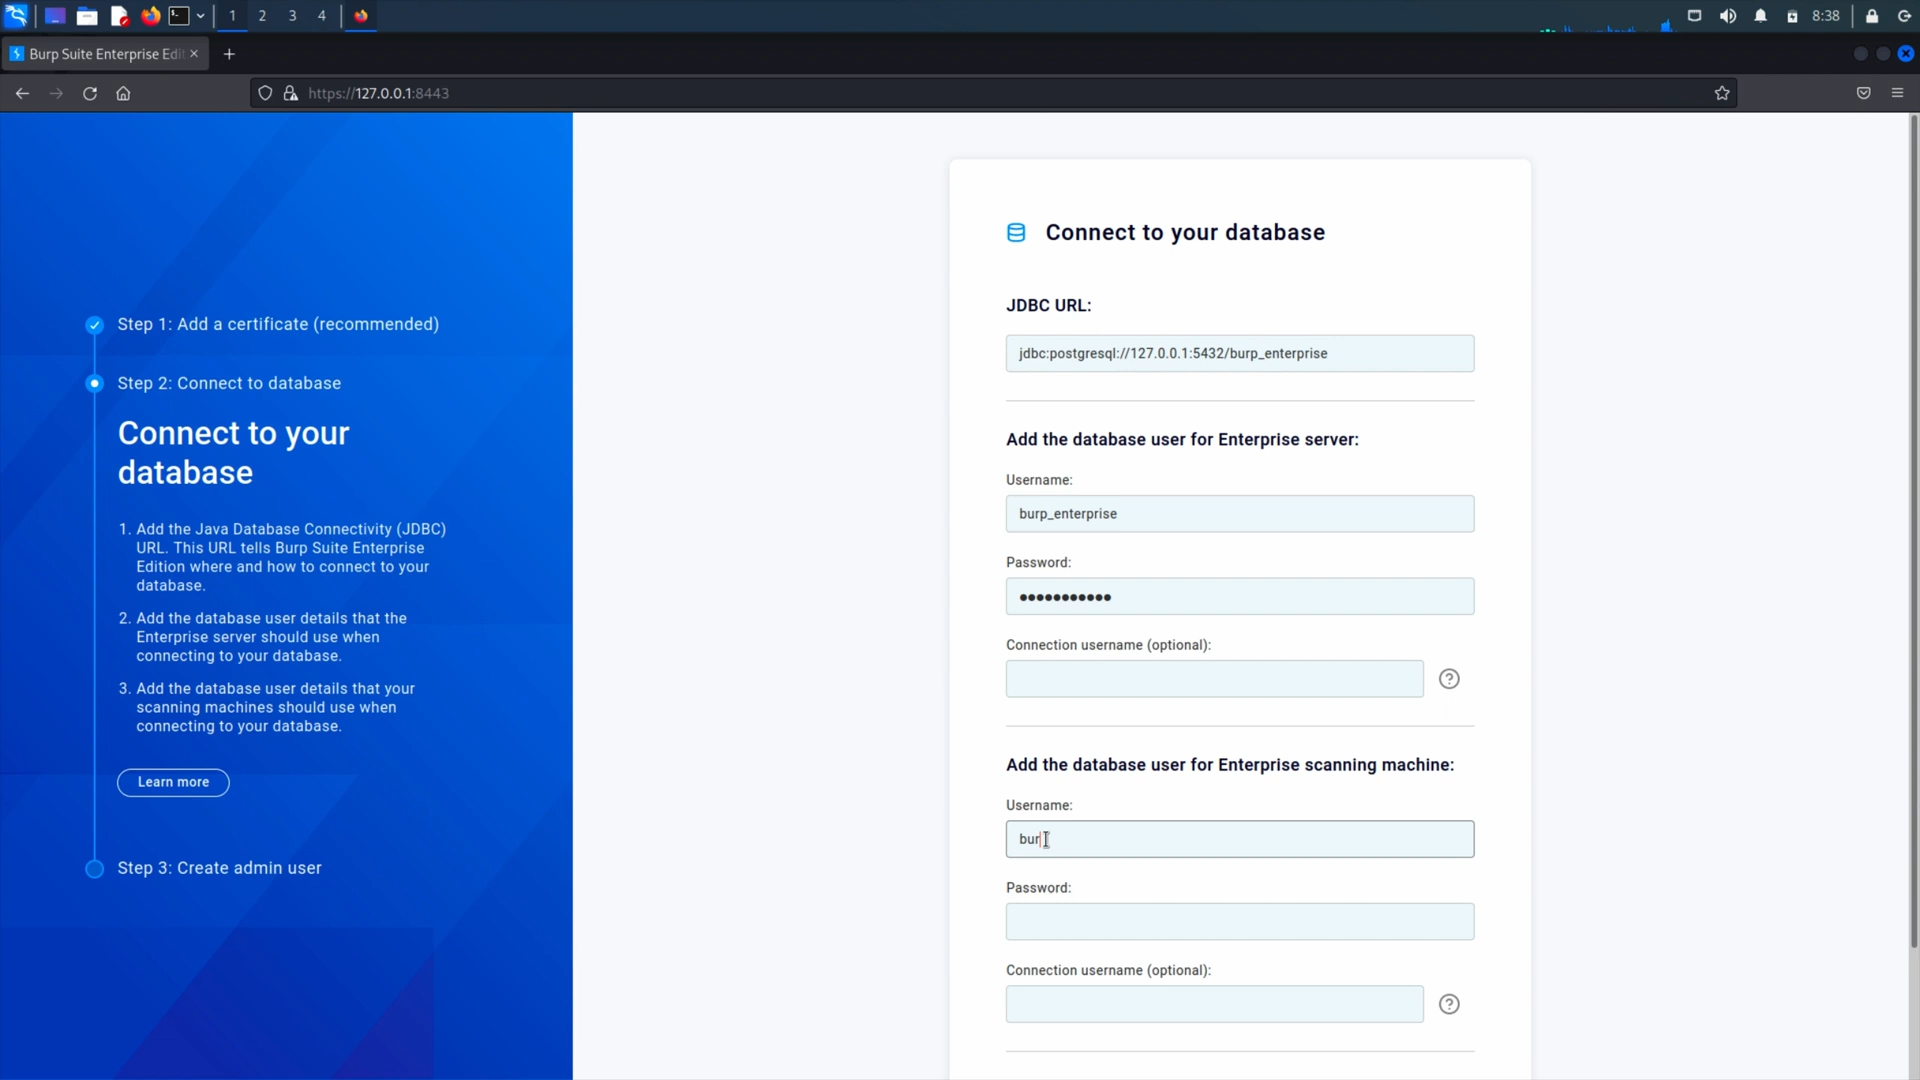 1 2 3 4
8:38
Burp Suite Enterprise Edi
https://127.0.0.1:8443
Step 1: Add a certificate (recommended)
Step 2: Connect to database
Connect to your
database
1. Add the Java Database Connectivity (JDBC)
URL. This URL tells Burp Suite Enterprise
Edition where and how to connect to your
database.
2. Add the database user details that the
Enterprise server should use when
connecting to your database.
3. Add the database user details that your
scanning machines should use when
connecting to your database.
Learn more
Step 3: Create admin user
Connect to your database
JDBC URL:
jdbc:postgresql://127.0.0.1:5432/burp_enterprise
Add the database user for Enterprise server:
Username:
burp_enterprise
Password:
•••••••••••
Connection username (optional):
Add the database user for Enterprise scanning machine:
Username:
bur
Password:
Connection username (optional):